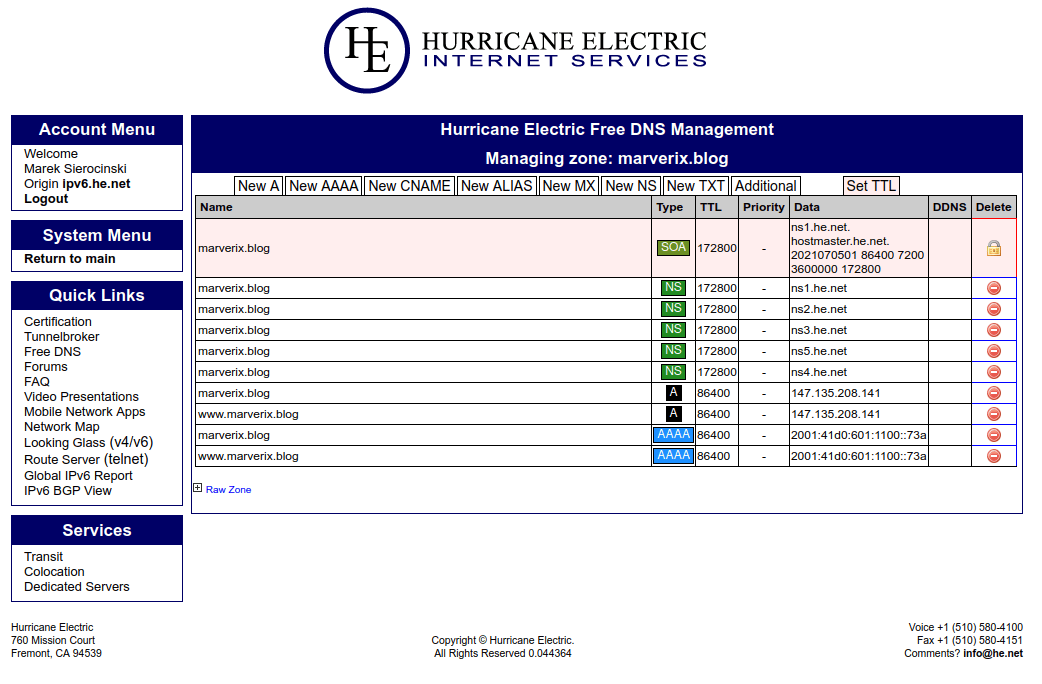 HE
HURRICANE ELECTRIC
INTERNET SERVICES
Account Menu
Welcome
Marek Sierocinski
Origin ipv6.he.net
Logout
System Menu
Return to main
Quick Links
Certification
Tunnelbroker
Free DNS
Forums
FAQ
Video Presentations
Mobile Network Apps
Network Map
Looking Glass (v4/v6)
Route Server (telnet)
Global IPv6 Report
IPv6 BGP View
Services
Transit
Colocation
Dedicated Servers
Hurricane Electric Free DNS Management
Managing zone: marverix.blog
New A New AAAA New CNAME New ALIAS New MX New NS New TXT Additional Set TTL
Name Type TTL Priority Data DDNS Delete
marverix.blog SOA 172800 - ns1.he.net.
hostmaster.he.net.
2021070501 86400 7200
3600000 172800
marverix.blog NS 172800 - ns1.he.net
marverix.blog NS 172800 - ns2.he.net
marverix.blog NS 172800 - ns3.he.net
marverix.blog NS 172800 - ns5.he.net
marverix.blog NS 172800 - ns4.he.net
marverix.blog A 86400 - 147.135.208.141
www.marverix.blog A 86400 - 147.135.208.141
marverix.blog AAAA 86400 - 2001:41d0:601:1100::73a
www.marverix.blog AAAA 86400 - 2001:41d0:601:1100::73a
Raw Zone
Hurricane Electric
760 Mission Court
Fremont, CA 94539
Copyright © Hurricane Electric.
All Rights Reserved 0.044364
Voice +1 (510) 580-4100
Fax +1 (510) 580-4151
Comments? info@he.net